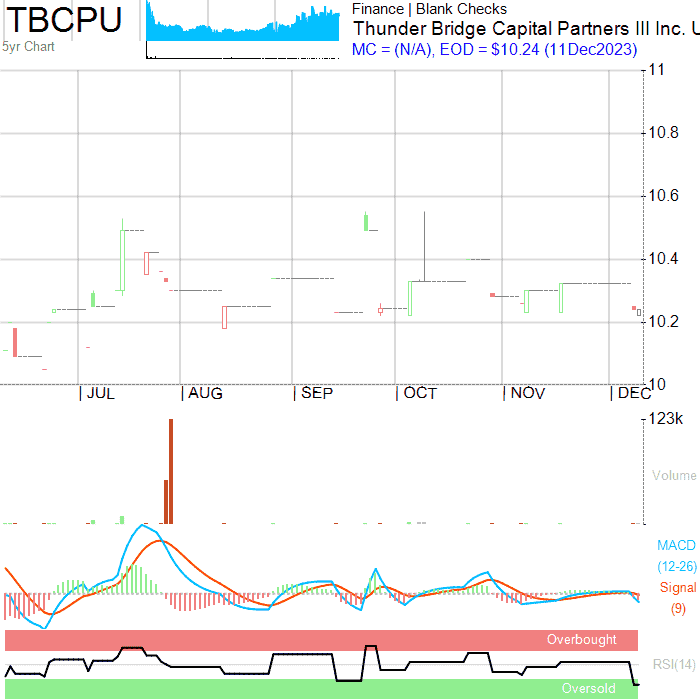 TBCPU
5yr Chart
Finance | Blank Checks
Thunder Bridge Capital Partners III Inc. U
MC = (N/A), EOD = $10.24 (11Dec2023)
11
10.8
10.6
10.4
10.2
10
JUL
AUG
SEP
OCT
NOV
DEC
123k
Volume
MACD
(12-26)
Signal
(9)
Overbought
RSI(14)
Oversold